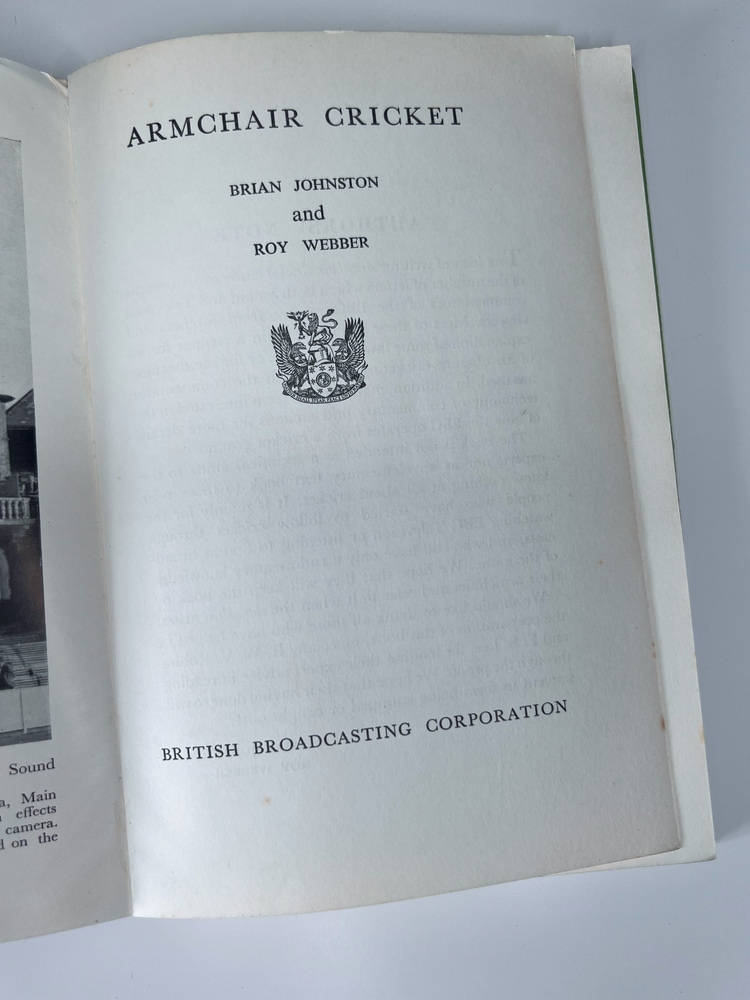 Sound
a, Main
effects
camera.
d on the
ARMCHAIR CRICKET
BRIAN JOHNSTON
and
ROY WEBBER
BRITISH BROADCASTING CORPORATION